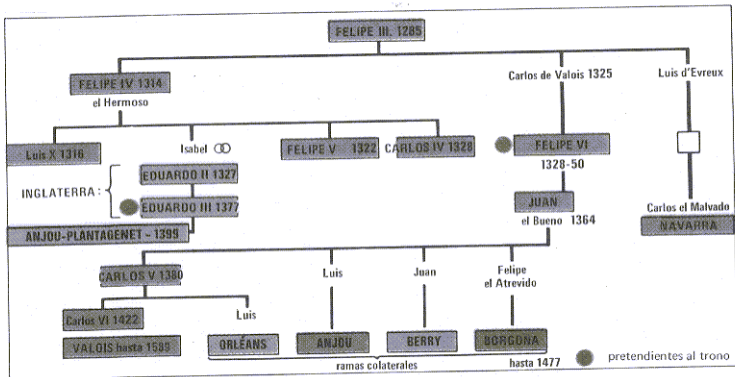 FELIPE III. 1285
FELIPE IV 1314
el Hermoso
Carlos de Valois 1325
Luis d'Evreux
Luis X 1316
Isabel
FELIPE V 1322
CARLOS IV 1328
FELIPE VI
1328-50
INGLATERRA:
EDUARDO II 1327
EDUARDO III 1377
ANJOU-PLANTAGENET - 1399
JUAN
el Bueno 1364
Carlos el Malvado
NAVARRA
CARLOS V 1380
Luis
Juan
Felipe
el Atrevido
Carlos VI 1422
Luis
VALOIS hasta 1589
ORLÉANS
ANJOU
BERRY
BORGOÑA
ramas colaterales
hasta 1477
pretendientes al trono